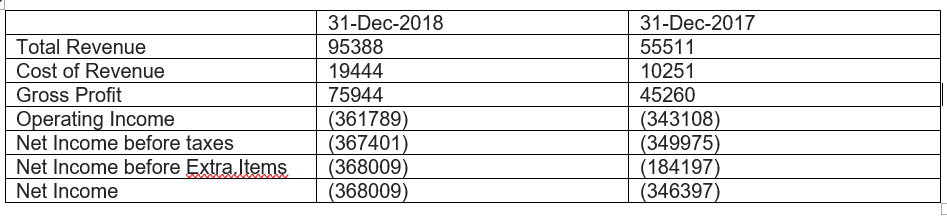 31-Dec-2018 31-Dec-2017
Total Revenue 95388 55511
Cost of Revenue 19444 10251
Gross Profit 75944 45260
Operating Income (361789) (343108)
Net Income before taxes (367401) (349975)
Net Income before Extra.Items (368009) (184197)
Net Income (368009) (346397)